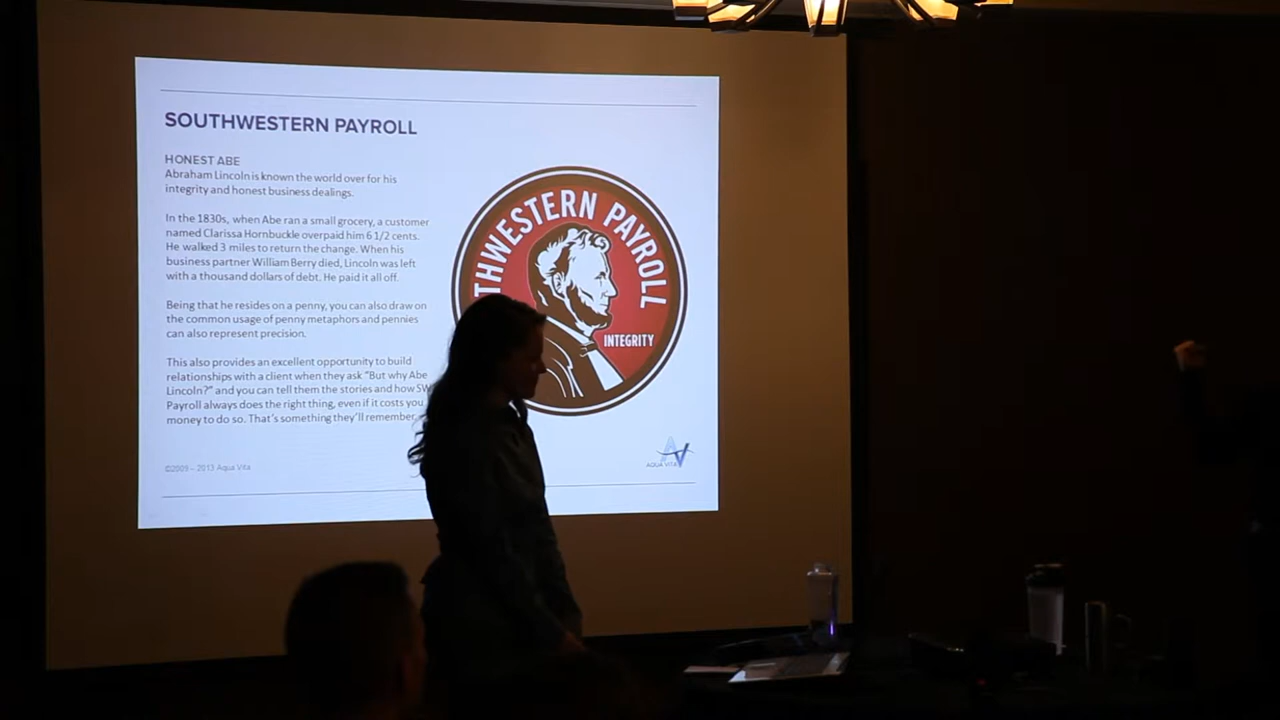 SOUTHWESTERN PAYROLL
HONEST ABE
Abraham Lincoln is known the world over for his
integrity and honest business dealings.
In the 1830s, when Abe ran a small grocery, a customer
named Clarissa Hornbuckle overpaid him 6 1/2 cents.
He walked 3 miles to return the change. When his
business partner William Berry died, Lincoln was left
with a thousand dollars of debt. He paid it all off.
Being that he resides on a penny, you can also draw on
the common usage of penny metaphors and pennies
can also represent precision.
This also provides an excellent opportunity to build
relationships with a client when they ask "But why Abe
Lincoln?" and you can tell them the stories and how SW
Payroll always does the right thing, even if it costs you
money to do so. That's something they'll remember.
©2009 – 2013 Aqua Vita
THWESTERN PAYROLL
INTEGRITY
AV
AQUA VITA